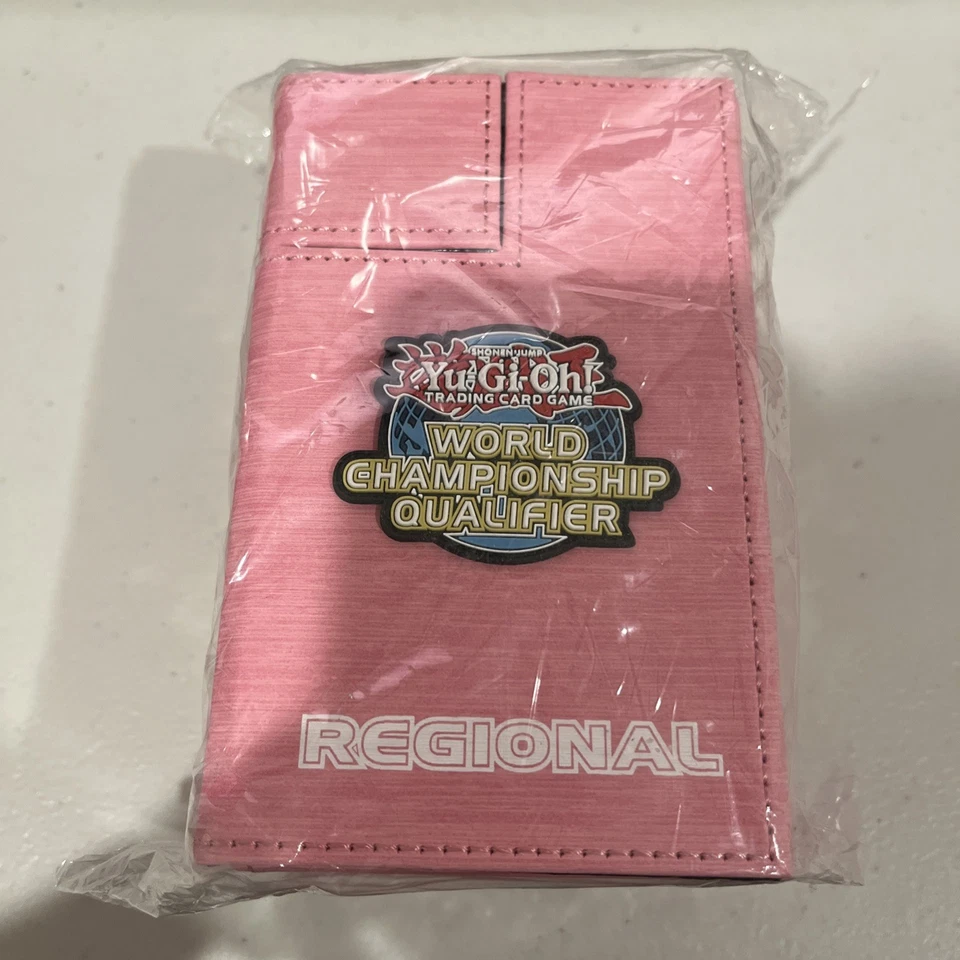 SHONEN JUMP
Yu-Gi-Oh!
TRADING CARD GAME
WORLD
CHAMPIONSHIP
QUALIFIER
REGIONAL